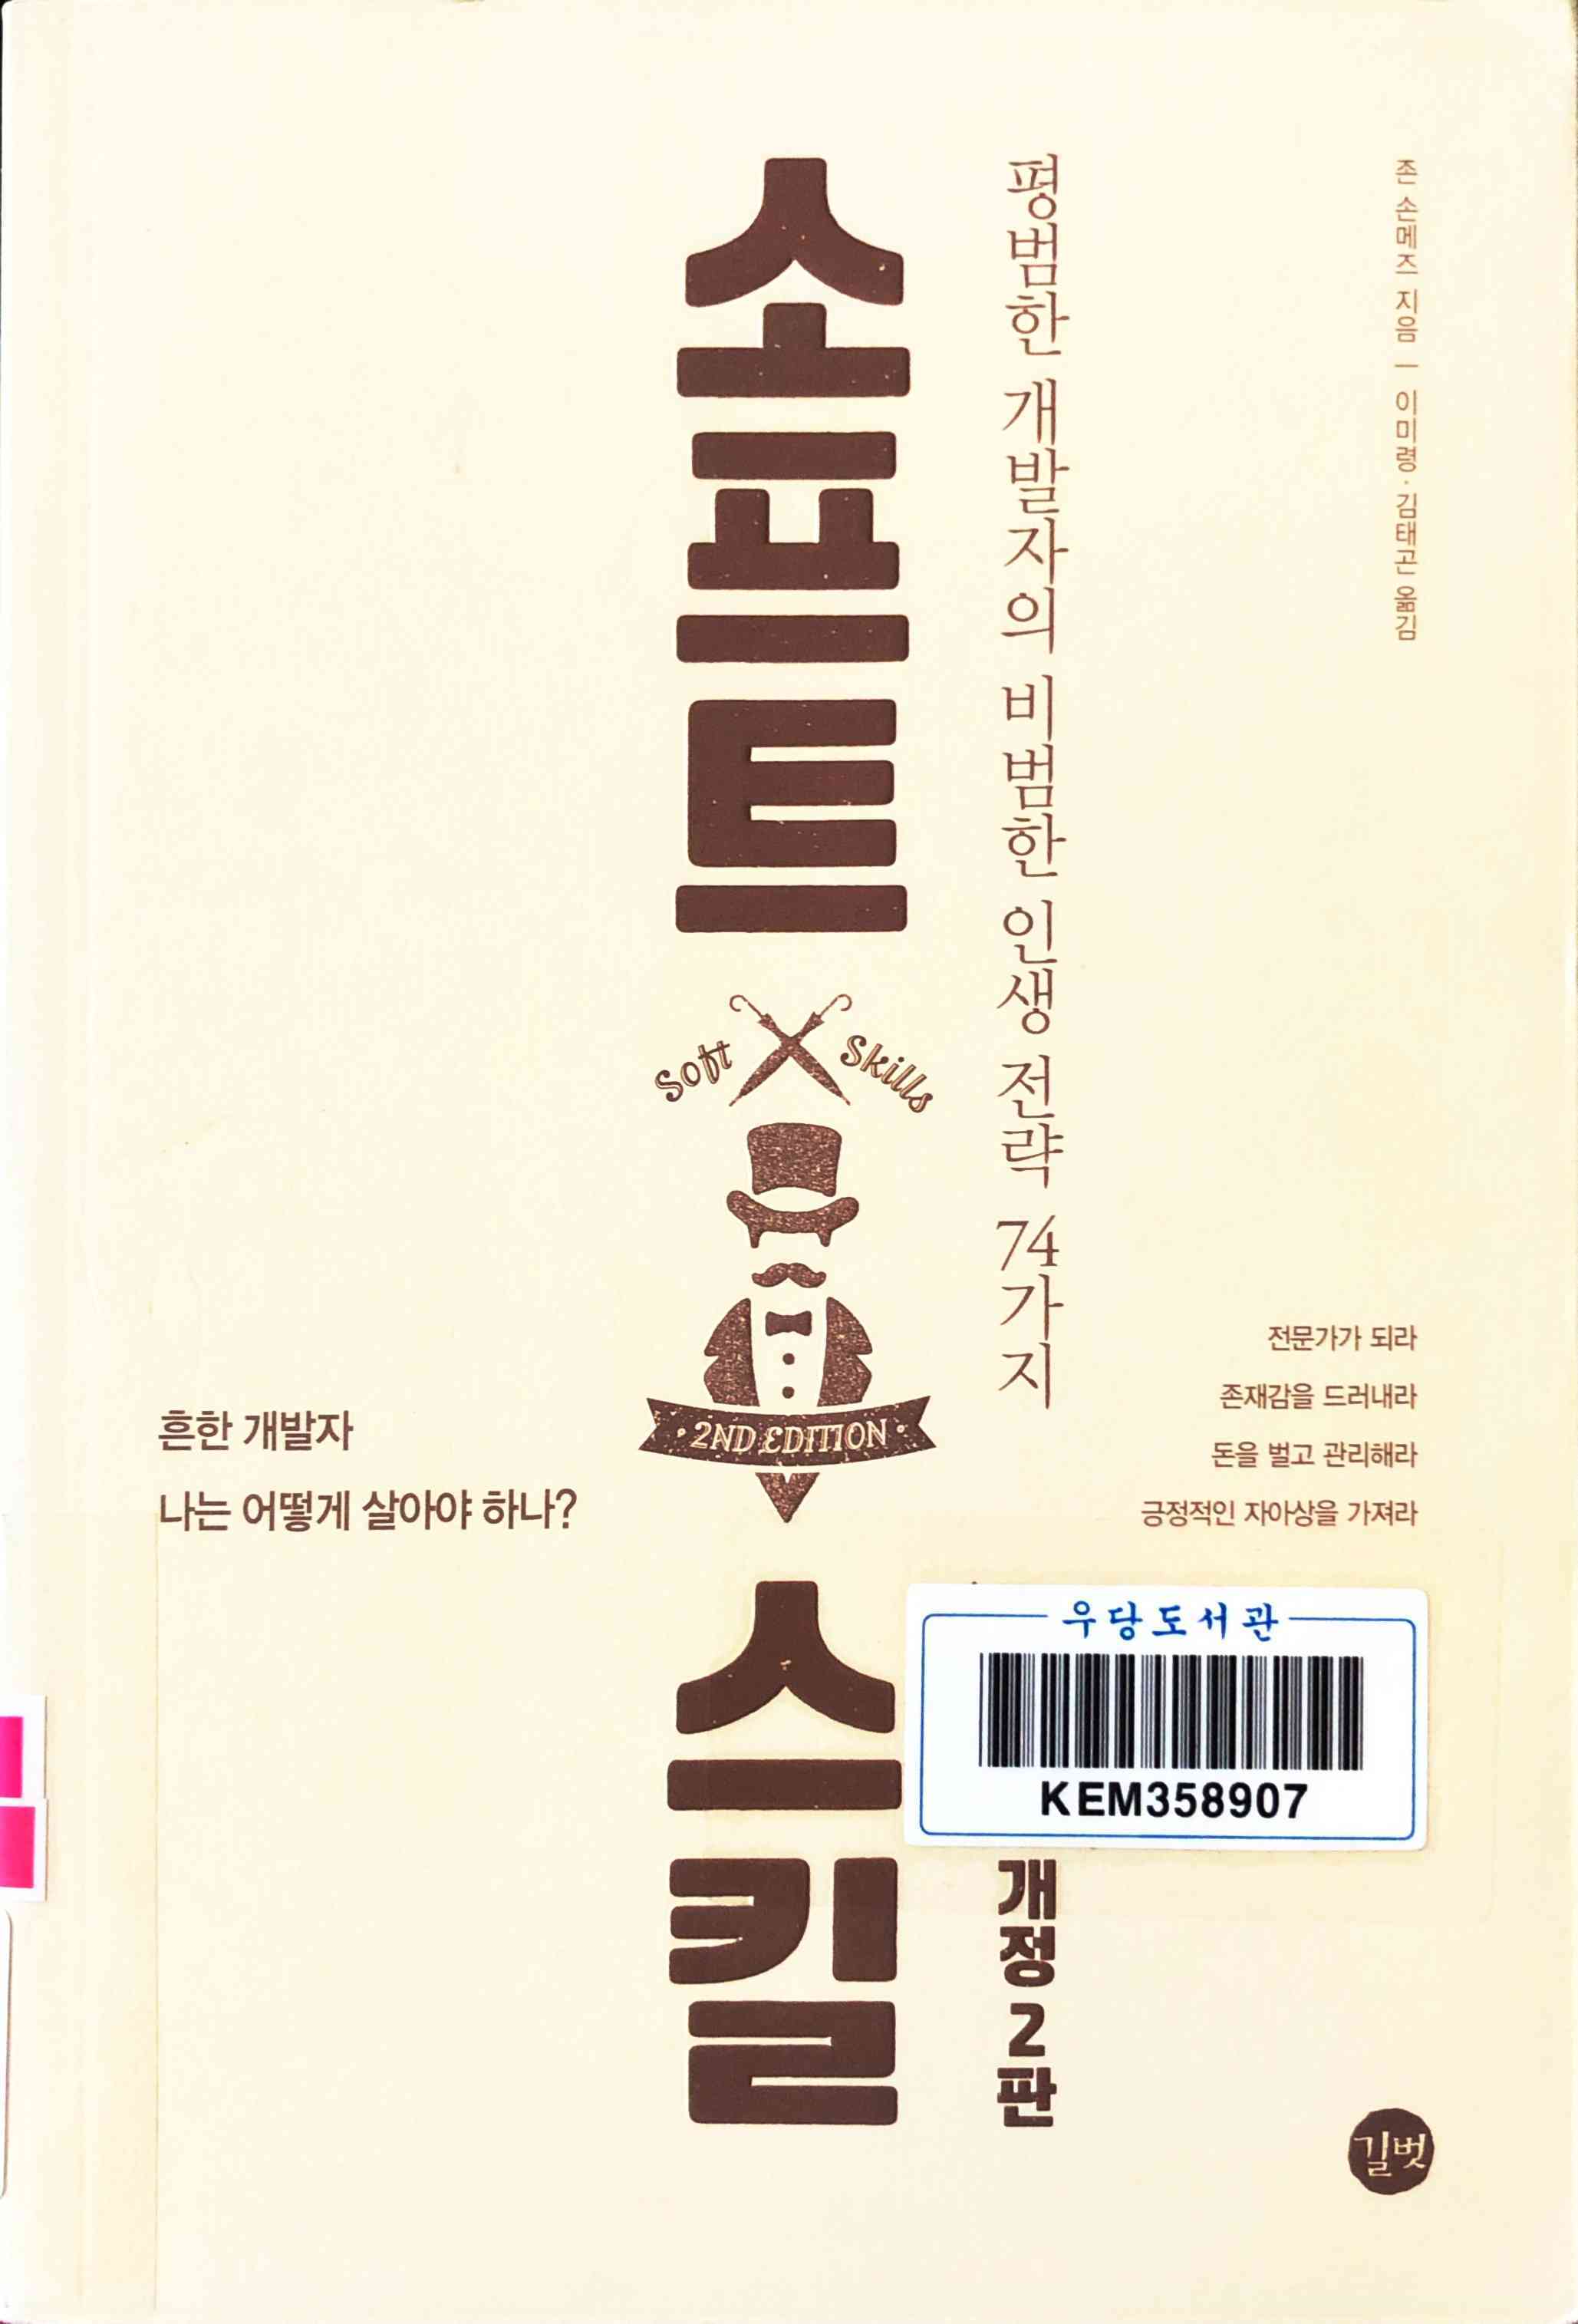 존 손메즈 지음 | 이미령·김태곤 옮김
평범한 개발자의 비범한 인생 전략 74가지
소프트
Soft Skills
2ND EDITION
스킬
흔한 개발자
나는 어떻게 살아야 하나?
전문가가 되라
존재감을 드러내라
돈을 벌고 관리해라
긍정적인 자아상을 가져라
우당도서관
KEM358907
개정2판
길벗